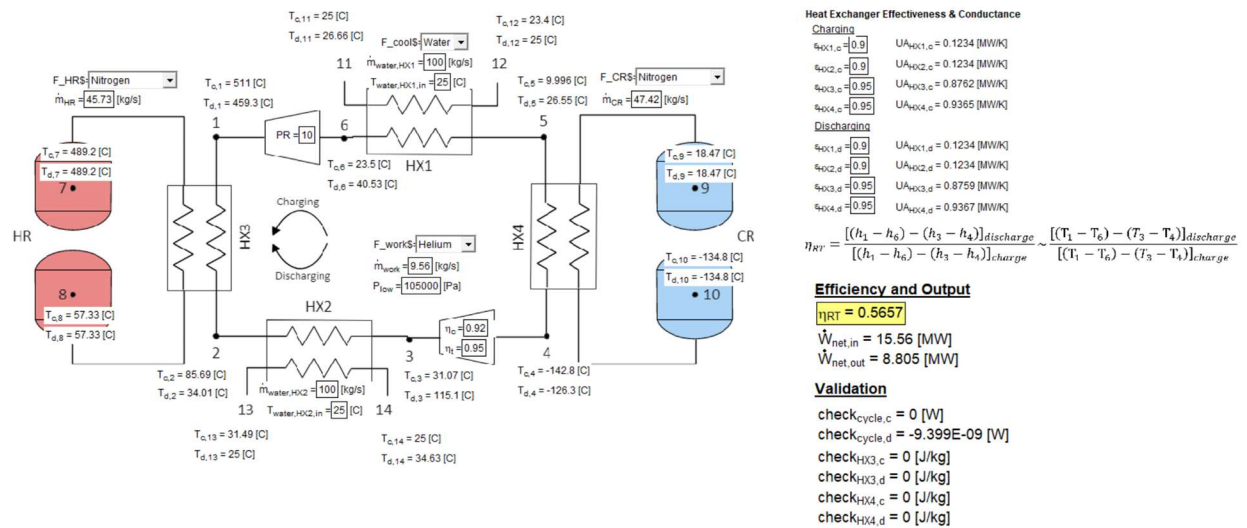 T_c,11 = 25 [C]
T_d,11 = 26.66 [C]
T_c,12 = 23.4 [C]
T_d,12 = 25 [C]
F_cool$= Water
ṁ_water,HX1 = 100 [kg/s]
T_water,HX1,in = 25 [C]
11
12
F_HR$= Nitrogen
ṁ_HR = 45.73 [kg/s]
T_c,1 = 511 [C]
T_d,1 = 459.3 [C]
1
PR = 10
6
T_c,6 = 23.5 [C]
T_d,6 = 40.53 [C]
HX1
T_c,5 = 9.996 [C]
T_d,5 = 26.55 [C]
5
F_CR$= Nitrogen
ṁ_CR = 47.42 [kg/s]
T_c,7 = 489.2 [C]
T_d,7 = 489.2 [C]
7
HR
8
T_c,8 = 57.33 [C]
T_d,8 = 57.33 [C]
HX3
Charging
Discharging
F_work$= Helium
ṁ_work = 9.56 [kg/s]
P_low = 105000 [Pa]
HX4
T_c,9 = 18.47 [C]
T_d,9 = 18.47 [C]
9
CR
T_c,10 = -134.8 [C]
T_d,10 = -134.8 [C]
10
2
T_c,2 = 85.69 [C]
T_d,2 = 34.01 [C]
HX2
ṁ_water,HX2 = 100 [kg/s]
T_water,HX2,in = 25 [C]
13
14
T_c,13 = 31.49 [C]
T_d,13 = 25 [C]
T_c,14 = 25 [C]
T_d,14 = 34.63 [C]
3
T_c,3 = 31.07 [C]
T_d,3 = 115.1 [C]
η_c = 0.92
η_t = 0.95
4
T_c,4 = -142.8 [C]
T_d,4 = -126.3 [C]
Heat Exchanger Effectiveness & Conductance
Charging
ε_HX1,c = 0.9 UA_HX1,c = 0.1234 [MW/K]
ε_HX2,c = 0.9 UA_HX2,c = 0.1234 [MW/K]
ε_HX3,c = 0.95 UA_HX3,c = 0.8762 [MW/K]
ε_HX4,c = 0.95 UA_HX4,c = 0.9365 [MW/K]
Discharging
ε_HX1,d = 0.9 UA_HX1,d = 0.1234 [MW/K]
ε_HX2,d = 0.9 UA_HX2,d = 0.1234 [MW/K]
ε_HX3,d = 0.95 UA_HX3,d = 0.8759 [MW/K]
ε_HX4,d = 0.95 UA_HX4,d = 0.9367 [MW/K]
η_RT = [(h_1 − h_6) − (h_3 − h_4)]_discharge / [(h_1 − h_6) − (h_3 − h_4)]_charge ~ [(T_1 − T_6) − (T_3 − T_4)]_discharge / [(T_1 − T_6) − (T_3 − T_4)]_charge
Efficiency and Output
ηRT = 0.5657
Ẇ_net,in = 15.56 [MW]
Ẇ_net,out = 8.805 [MW]
Validation
check_cycle,c = 0 [W]
check_cycle,d = -9.399E-09 [W]
check_HX3,c = 0 [J/kg]
check_HX3,d = 0 [J/kg]
check_HX4,c = 0 [J/kg]
check_HX4,d = 0 [J/kg]